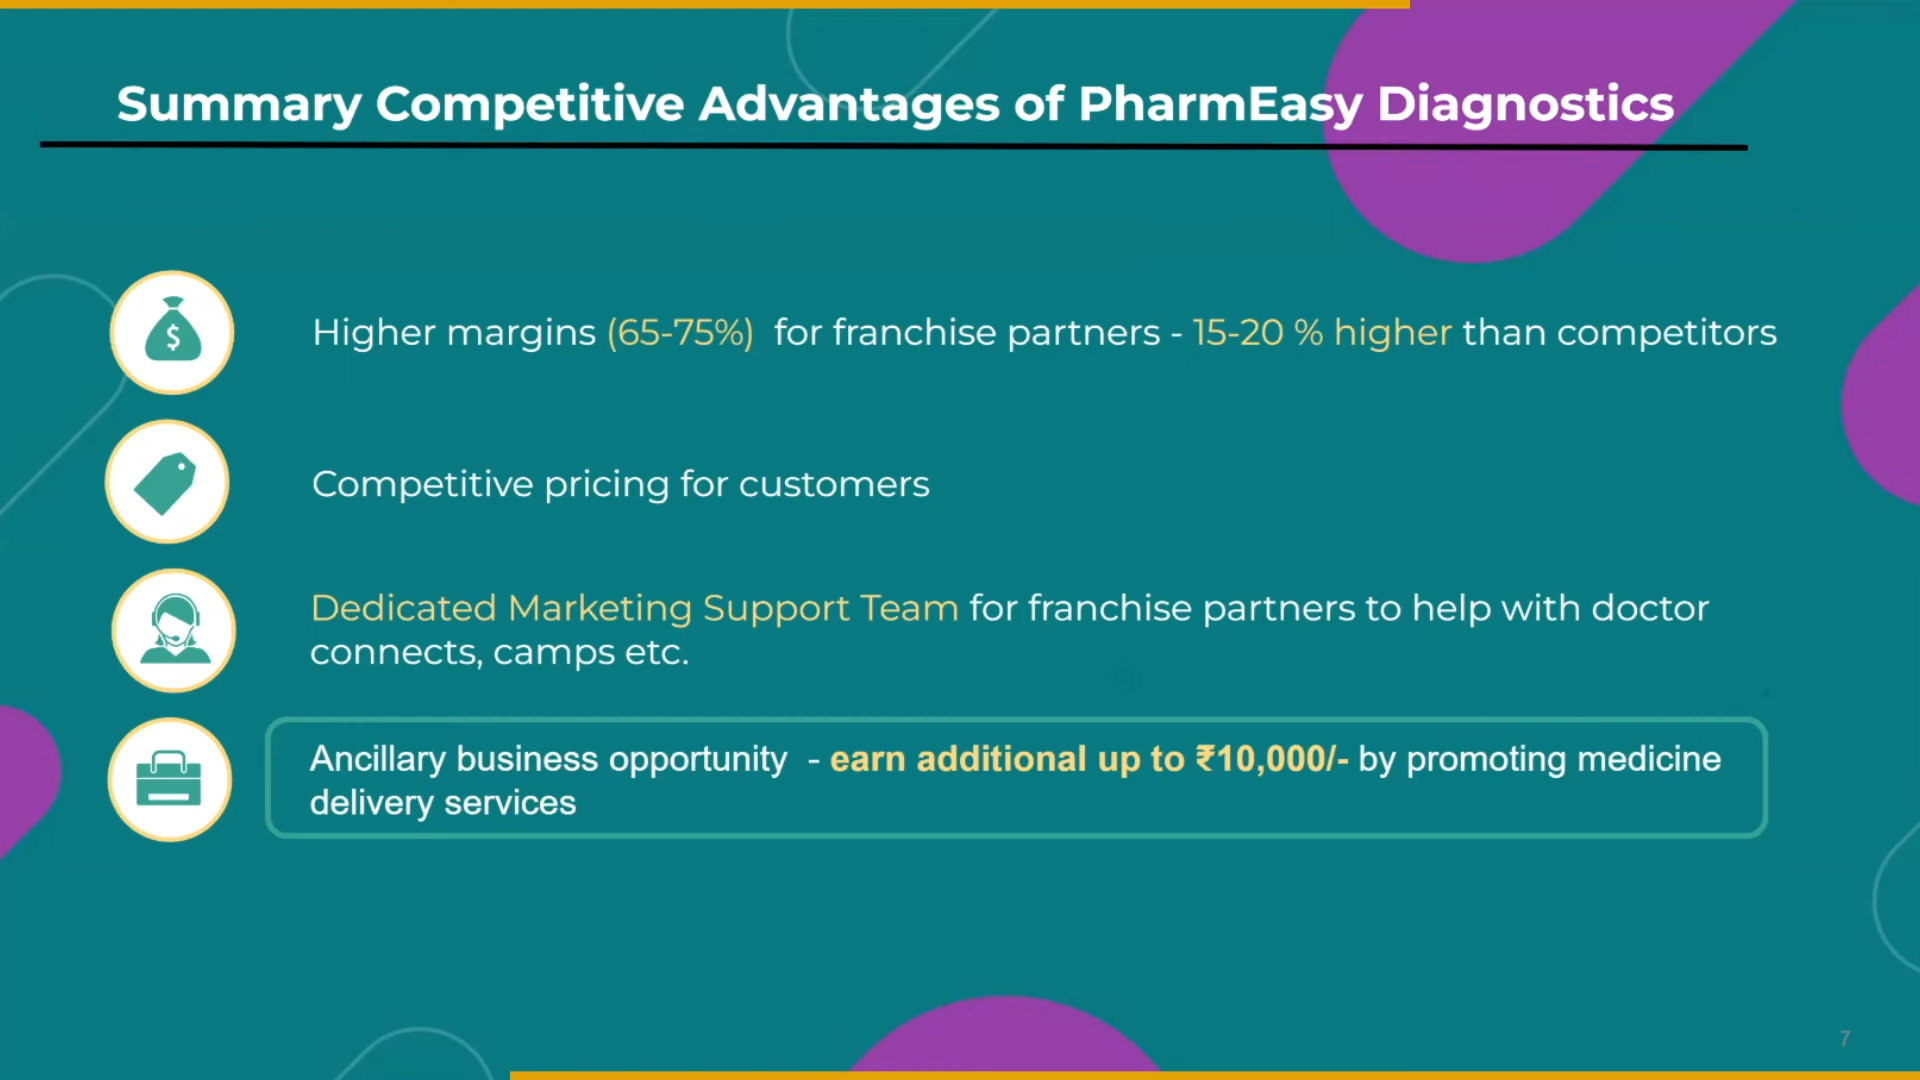 Summary Competitive Advantages of PharmEasy Diagnostics
$
Higher margins (65-75%)  for franchise partners - 15-20 % higher than competitors
Competitive pricing for customers
Dedicated Marketing Support Team for franchise partners to help with doctor
connects, camps etc.
Ancillary business opportunity  - earn additional up to ₹10,000/- by promoting medicine
delivery services
7